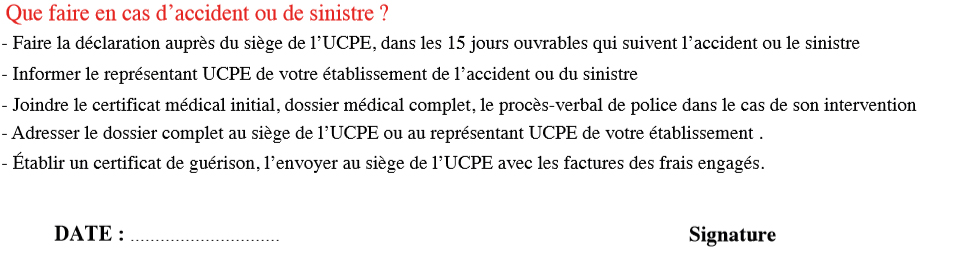 Que faire en cas d’accident ou de sinistre ?
- Faire la déclaration auprès du siège de l’UCPE, dans les 15 jours ouvrables qui suivent l’accident ou le sinistre
- Informer le représentant UCPE de votre établissement de l’accident ou du sinistre
- Joindre le certificat médical initial, dossier médical complet, le procès-verbal de police dans le cas de son intervention
- Adresser le dossier complet au siège de l’UCPE ou au représentant UCPE de votre établissement .
- Établir un certificat de guérison, l’envoyer au siège de l’UCPE avec les factures des frais engagés.
DATE : .............................. Signature